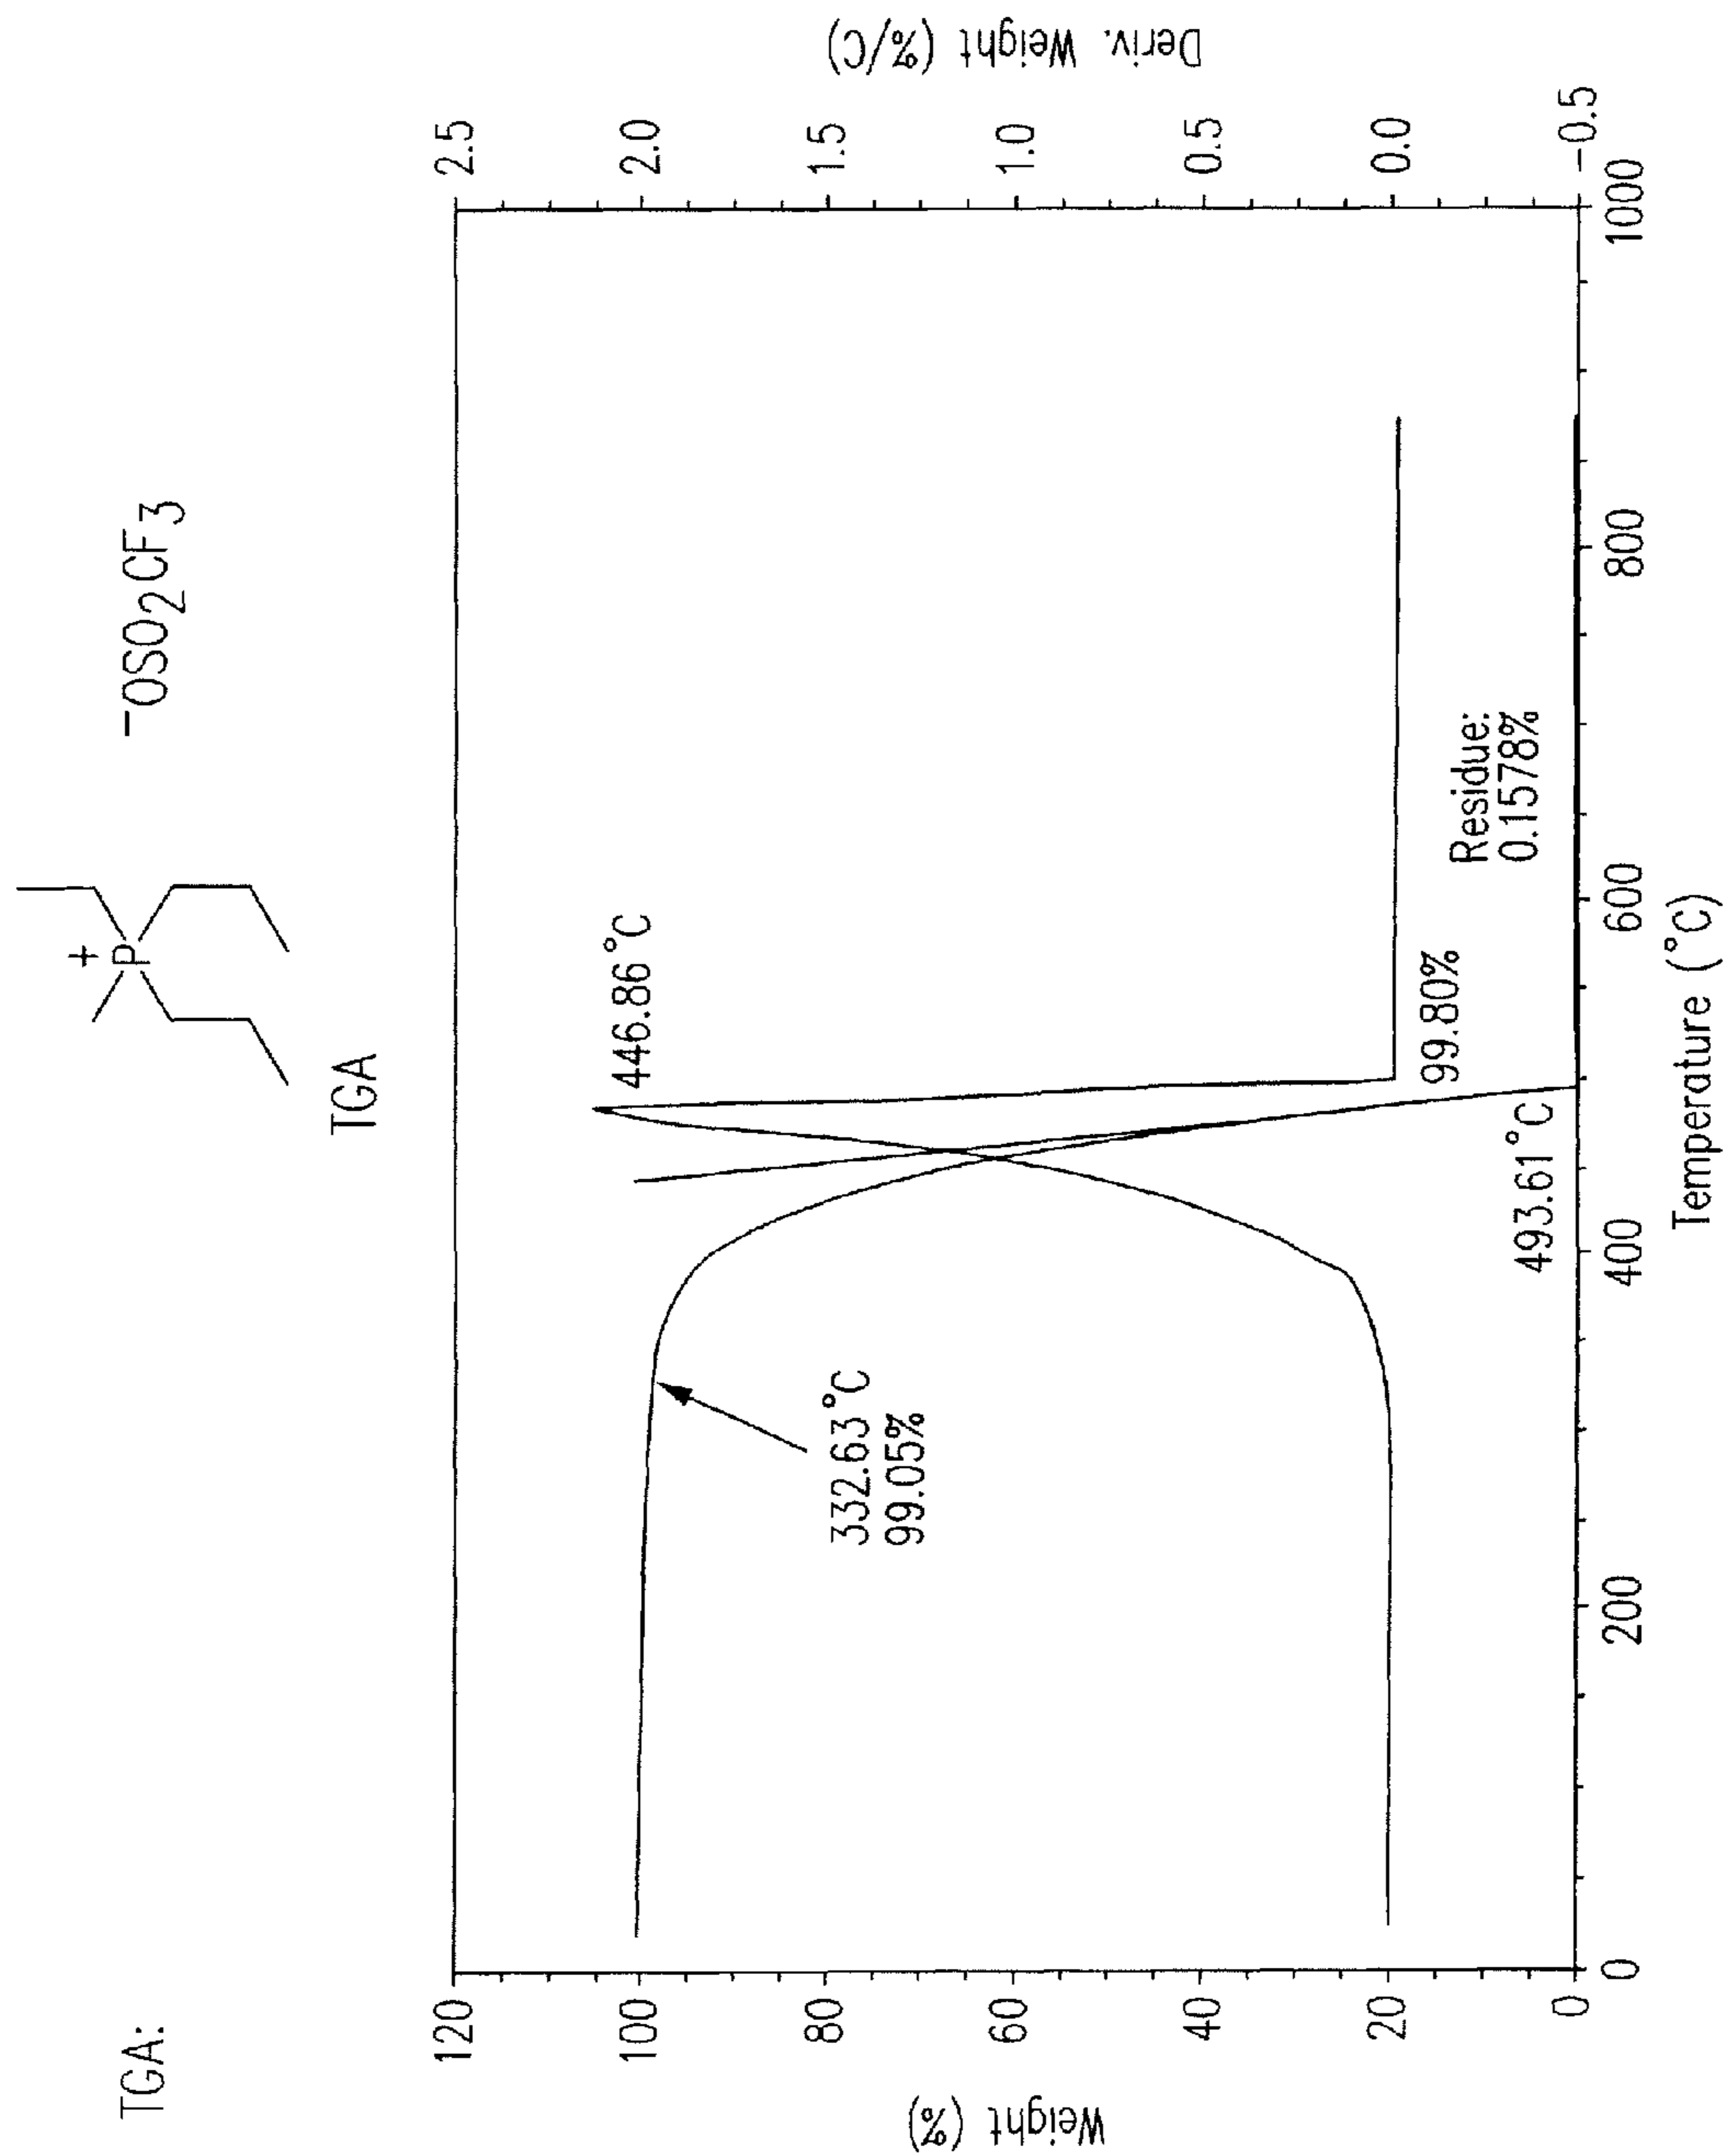 TGA:
+
P
⁻OSO₂CF₃
TGA
Weight (%)
120
100
80
60
40
20
0
Deriv. Weight (%/C)
2.5
2.0
1.5
1.0
0.5
0.0
-0.5
446.86°C
332.63°C
99.05%
99.80%
Residue:
0.1578%
493.61°C
0
200
400
600
800
1000
Temperature (°C)